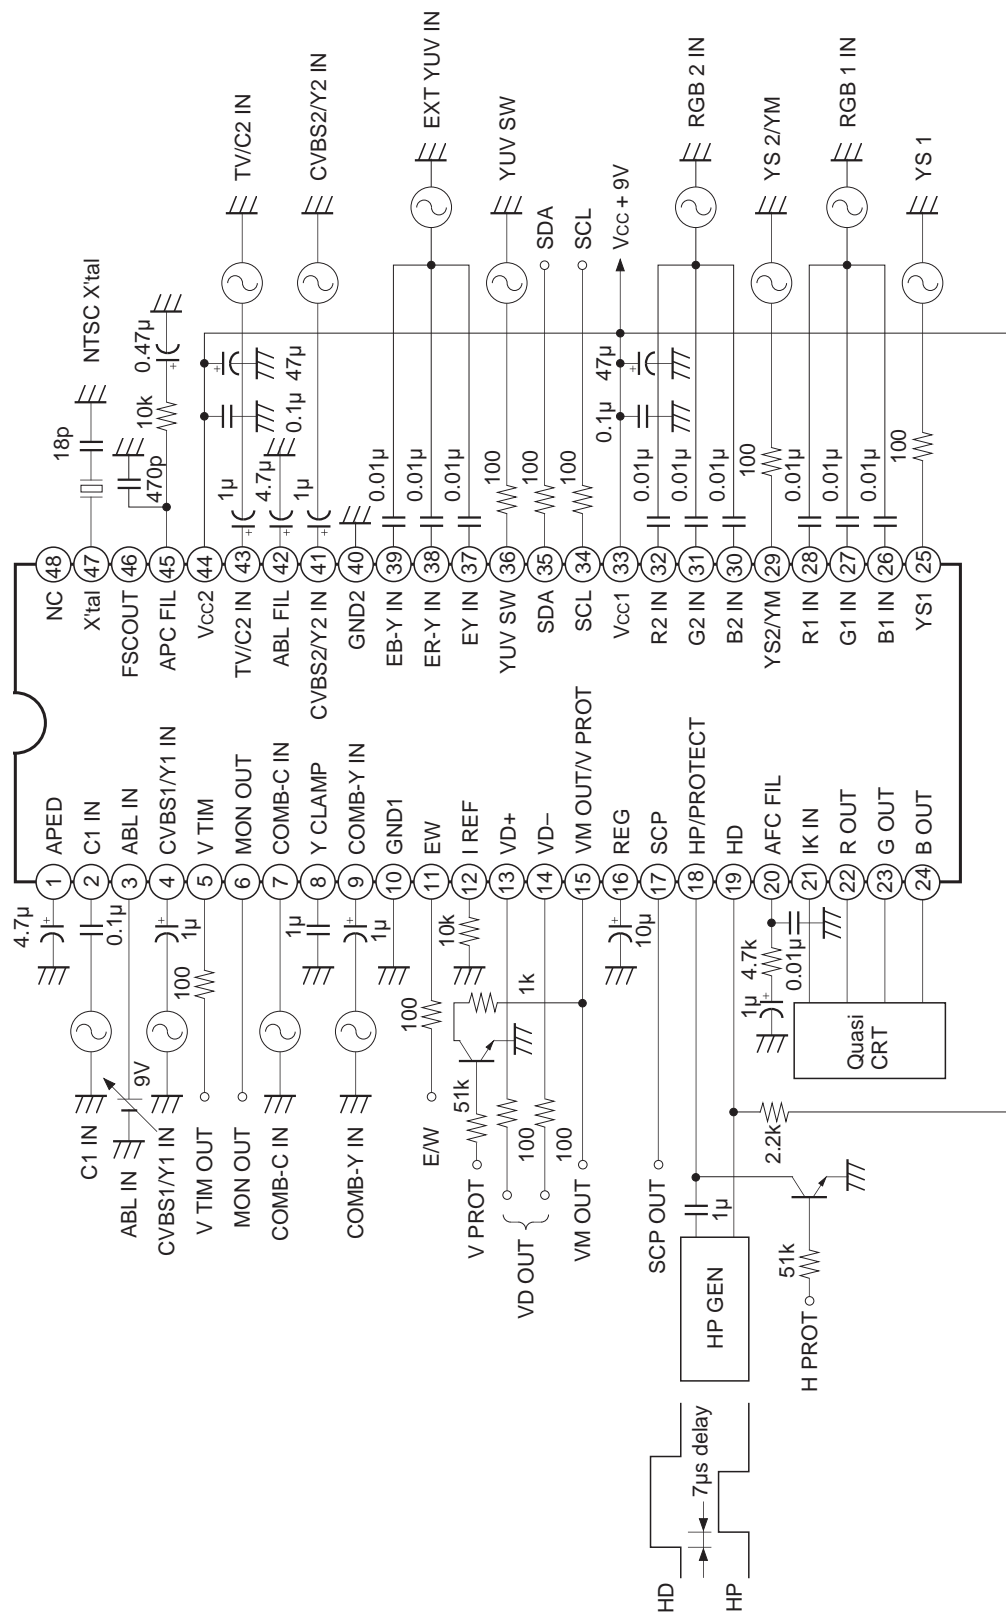 NC
X'tal
FSCOUT
APC FIL
Vcc2
TV/C2 IN
ABL FIL
CVBS2/Y2 IN
GND2
EB-Y IN
ER-Y IN
EY IN
YUV SW
SDA
SCL
Vcc1
R2 IN
G2 IN
B2 IN
YS2/YM
R1 IN
G1 IN
B1 IN
YS1
48
47
46
45
44
43
42
41
40
39
38
37
36
35
34
33
32
31
30
29
28
27
26
25
18p
NTSC X'tal
470p
10k
0.47µ
+
1µ
+
0.1µ
+
47µ
TV/C2 IN
4.7µ
+
1µ
+
CVBS2/Y2 IN
0.01µ
0.01µ
0.01µ
EXT YUV IN
100
YUV SW
100
SDA
100
SCL
0.1µ
+
47µ
Vcc + 9V
0.01µ
0.01µ
0.01µ
RGB 2 IN
100
YS 2/YM
0.01µ
0.01µ
0.01µ
RGB 1 IN
100
YS 1
APED
C1 IN
ABL IN
CVBS1/Y1 IN
V TIM
MON OUT
COMB-C IN
Y CLAMP
COMB-Y IN
GND1
EW
I REF
VD+
VD–
VM OUT/V PROT
REG
SCP
HP/PROTECT
HD
AFC FIL
IK IN
R OUT
G OUT
B OUT
1
2
3
4
5
6
7
8
9
10
11
12
13
14
15
16
17
18
19
20
21
22
23
24
4.7µ
+
0.1µ
C1 IN
9V
ABL IN
+
1µ
CVBS1/Y1 IN
100
V TIM OUT
MON OUT
COMB-C IN
1µ
+
1µ
COMB-Y IN
100
E/W
10k
1k
51k
V PROT
100
100
VD OUT
VM OUT
+
10µ
SCP OUT
1µ
HP GEN
2.2k
51k
H PROT
4.7k
+
1µ
0.01µ
Quasi
CRT
HD
HP
7µs delay